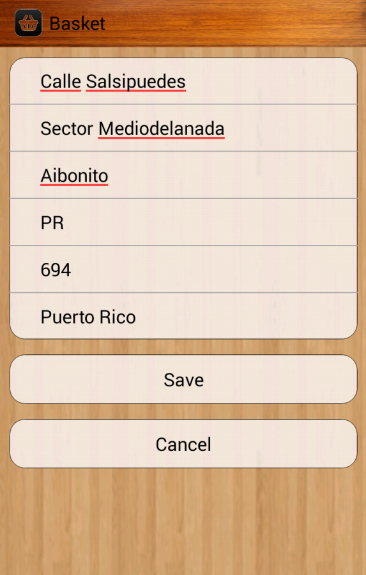 Basket
Calle Salsipuedes
Sector Mediodelanada
Aibonito
PR
694
Puerto Rico
Save
Cancel